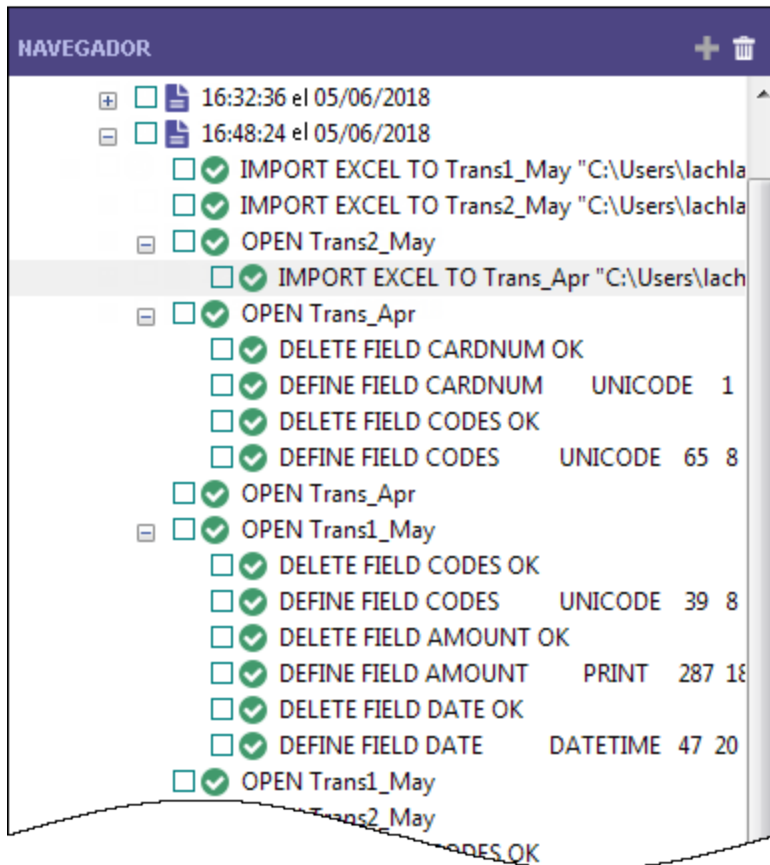 NAVEGADOR
16:32:36 el 05/06/2018
16:48:24 el 05/06/2018
IMPORT EXCEL TO Trans1_May "C:\Users\lachla
IMPORT EXCEL TO Trans2_May "C:\Users\lachla
OPEN Trans2_May
IMPORT EXCEL TO Trans_Apr "C:\Users\lach
OPEN Trans_Apr
DELETE FIELD CARDNUM OK
DEFINE FIELD CARDNUM UNICODE 1
DELETE FIELD CODES OK
DEFINE FIELD CODES UNICODE 65 8
OPEN Trans_Apr
OPEN Trans1_May
DELETE FIELD CODES OK
DEFINE FIELD CODES UNICODE 39 8
DELETE FIELD AMOUNT OK
DEFINE FIELD AMOUNT PRINT 287 18
DELETE FIELD DATE OK
DEFINE FIELD DATE DATETIME 47 20
OPEN Trans1_May
Trans2_May
OK